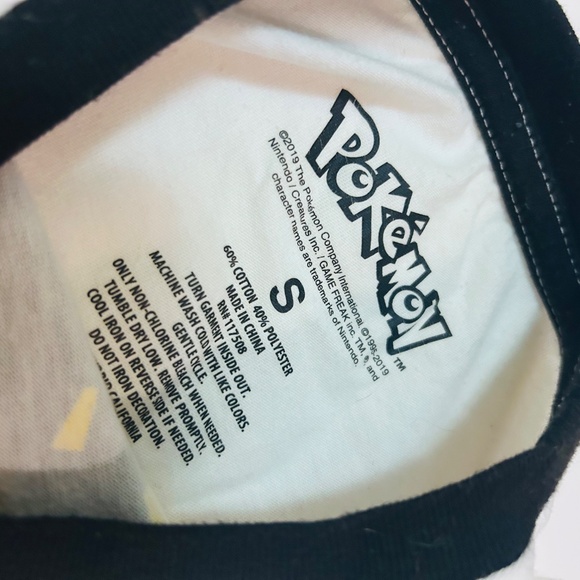 POKéMON™
©2019 The Pokémon Company International. ©1995-2019
Nintendo / Creatures Inc. / GAME FREAK Inc. TM, ®, and
character names are trademarks of Nintendo.
S
60% COTTON 40% POLYESTER
MADE IN CHINA
RN# 117508
TURN GARMENT INSIDE OUT.
MACHINE WASH COLD WITH LIKE COLORS.
GENTLE CYCLE.
ONLY NON-CHLORINE BLEACH WHEN NEEDED.
TUMBLE DRY LOW. REMOVE PROMPTLY.
COOL IRON ON REVERSE SIDE IF NEEDED.
DO NOT IRON DECORATION.
CALIFORNIA